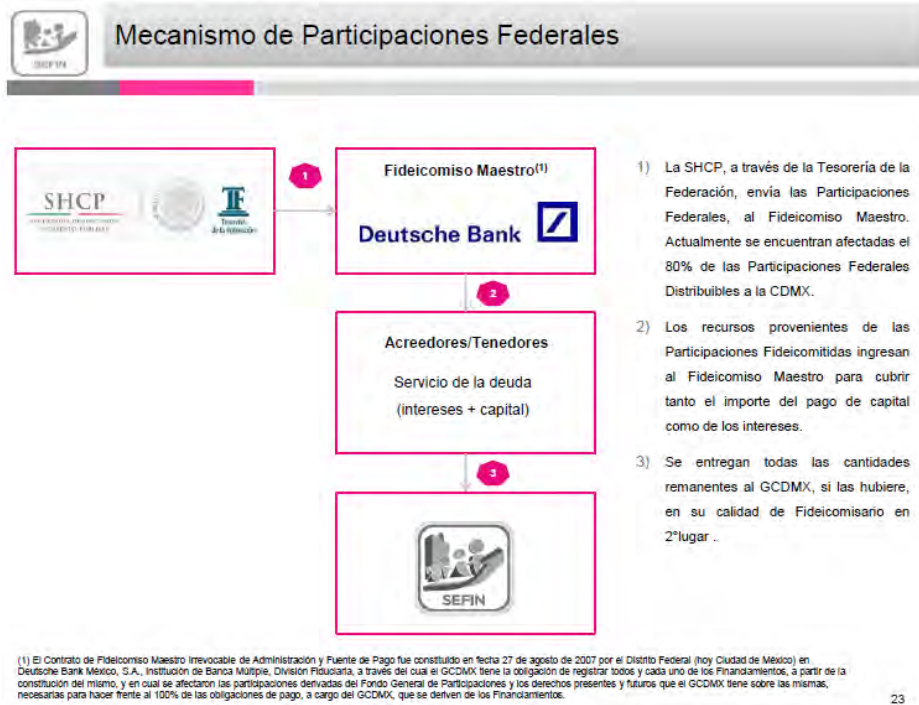 SEFIN
Mecanismo de Participaciones Federales
SHCP
Tesorería
de la Federación
1
Fideicomiso Maestro(1)
Deutsche Bank
2
Acreedores/Tenedores
Servicio de la deuda
(intereses + capital)
3
SEFIN
1) La SHCP, a través de la Tesorería de la
Federación, envía las Participaciones
Federales, al Fideicomiso Maestro.
Actualmente se encuentran afectadas el
80% de las Participaciones Federales
Distribuibles a la CDMX.
2) Los recursos provenientes de las
Participaciones Fideicomitidas ingresan
al Fideicomiso Maestro para cubrir
tanto el importe del pago de capital
como de los intereses.
3) Se entregan todas las cantidades
remanentes al GCDMX, si las hubiere,
en su calidad de Fideicomisario en
2°lugar .
(1) El Contrato de Fideicomiso Maestro Irrevocable de Administración y Fuente de Pago fue constituido en fecha 27 de agosto de 2007 por el Distrito Federal (hoy Ciudad de México) en
Deutsche Bank México, S.A., Institución de Banca Múltiple, División Fiduciaria, a través del cual el GCDMX tiene la obligación de registrar todos y cada uno de los Financiamientos, a partir de la
constitución del mismo, y en cual se afectaron las participaciones derivadas del Fondo General de Participaciones y los derechos presentes y futuros que el GCDMX tiene sobre las mismas,
necesarias para hacer frente al 100% de las obligaciones de pago, a cargo del GCDMX, que se deriven de los Financiamientos.
23